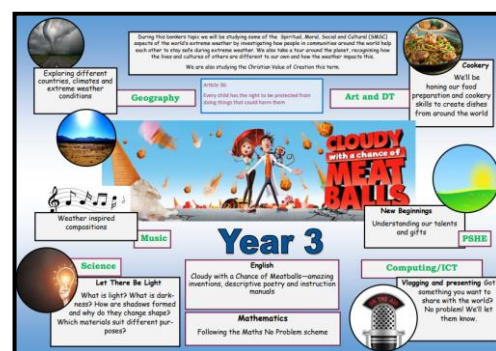 During this bonkers topic we will be studying some of the Spiritual, Moral, Social and Cultural (SMSC)
aspects of the world's extreme weather by investigating how people in communities around the world help
each other to stay safe during extreme weather. We also take a tour around the planet, recognising how
the lives and cultures of others are different to our own and how the weather impacts this.
We are also studying the Christian Value of Creation this term.
Exploring different
countries, climates and
extreme weather
conditions
Geography
Article 36:
Every child has the right to be protected from
doing things that could harm them
Art and DT
Cookery
We'll be
honing our food
preparation and cookery
skills to create dishes
from around the world
CLOUDY
with a chance of
MEAT
BALLS
Weather inspired
compositions
Music
New Beginnings
Understanding our talents
and gifts
PSHE
Year 3
Science
Let There Be Light
What is light? What is dark-
ness? How are shadows formed
and why do they change shape?
Which materials suit different pur-
poses?
English
Cloudy with a Chance of Meatballs—amazing
inventions, descriptive poetry and instruction
manuals
Mathematics
Following the Maths No Problem scheme
Computing/ICT
Vlogging and presenting Got
something you want to
share with the world?
No problem! We'll let
them know.
ON THE AIR